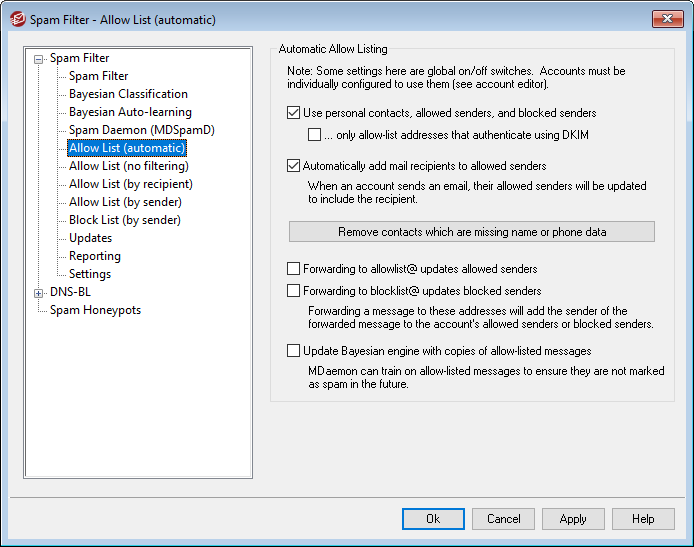 Spam Filter - Allow List (automatic)
Spam Filter
Spam Filter
Bayesian Classification
Bayesian Auto-learning
Spam Daemon (MDSpamD)
Allow List (automatic)
Allow List (no filtering)
Allow List (by recipient)
Allow List (by sender)
Block List (by sender)
Updates
Reporting
Settings
DNS-BL
Spam Honeypots
Automatic Allow Listing
Note: Some settings here are global on/off switches.  Accounts must be
individually configured to use them (see account editor).
Use personal contacts, allowed senders, and blocked senders
... only allow-list addresses that authenticate using DKIM
Automatically add mail recipients to allowed senders
When an account sends an email, their allowed senders will be updated
to include the recipient.
Remove contacts which are missing name or phone data
Forwarding to allowlist@ updates allowed senders
Forwarding to blocklist@ updates blocked senders
Forwarding a message to these addresses will add the sender of the
forwarded message to the account's allowed senders or blocked senders.
Update Bayesian engine with copies of allow-listed messages
MDaemon can train on allow-listed messages to ensure they are not marked
as spam in the future.
Ok
Cancel
Apply
Help